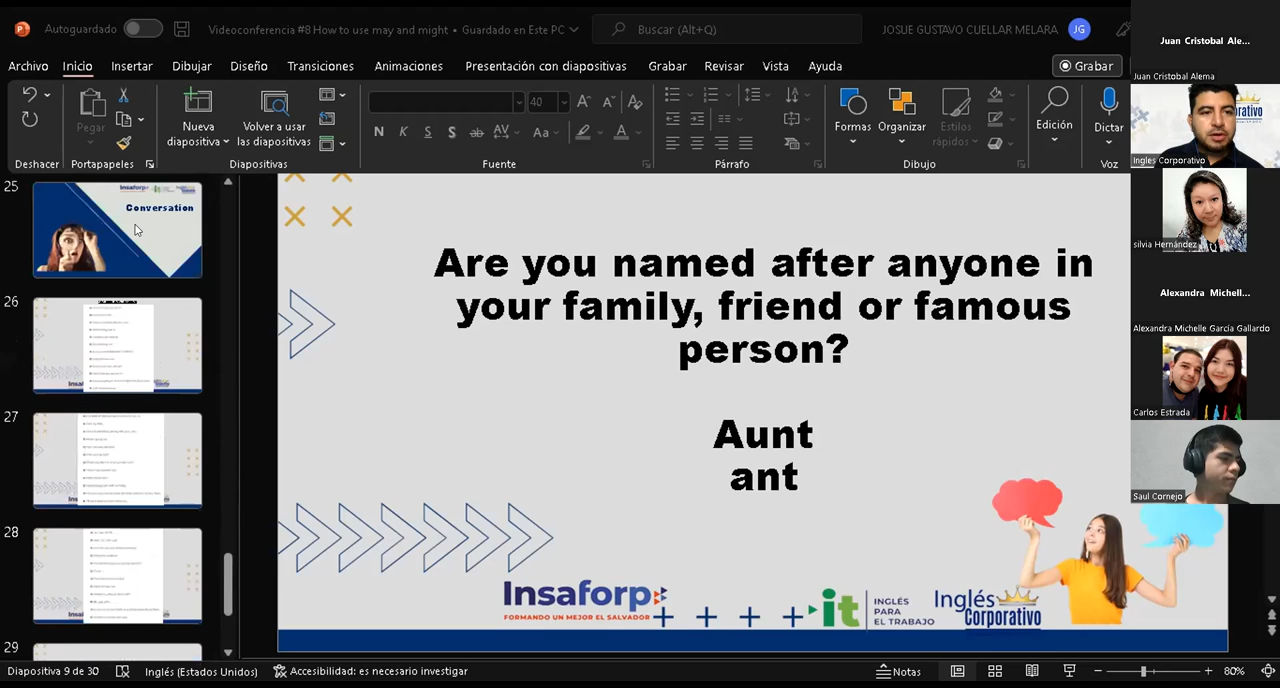 Autoguardado
Videoconferencia #8 How to use may and might • Guardado en Este PC
Buscar (Alt+Q)
JOSUE GUSTAVO CUELLAR MELARA
JG
Archivo Inicio Insertar Dibujar Diseño Transiciones Animaciones Presentación con diapositivas Grabar Revisar Vista Ayuda
Grabar
Pegar
Nueva diapositiva
Volver a usar las diapositivas
40
N K S S ab AV Aa A
Formas
Organizar
Estilos rápidos
Edición
Dictar
Deshacer Portapapeles Diapositivas Fuente Párrafo Dibujo Voz
25
Insaforp
Conversation
26
27
28
29
Are you named after anyone in
your family, friend or famous
person?
Aunt
ant
Insaforp
FORMANDO UN MEJOR EL SALVADOR
it
INGLÉS
PARA
EL TRABAJO
Inglés
Corporativo
Juan Cristobal Ale...
Juan Cristobal Alema
Ingles Corporativo
silvia Hernández
Alexandra Michell...
Alexandra Michelle García Gallardo
Carlos Estrada
Saul Cornejo
Diapositiva 9 de 30
Inglés (Estados Unidos)
Accesibilidad: es necesario investigar
Notas
80%